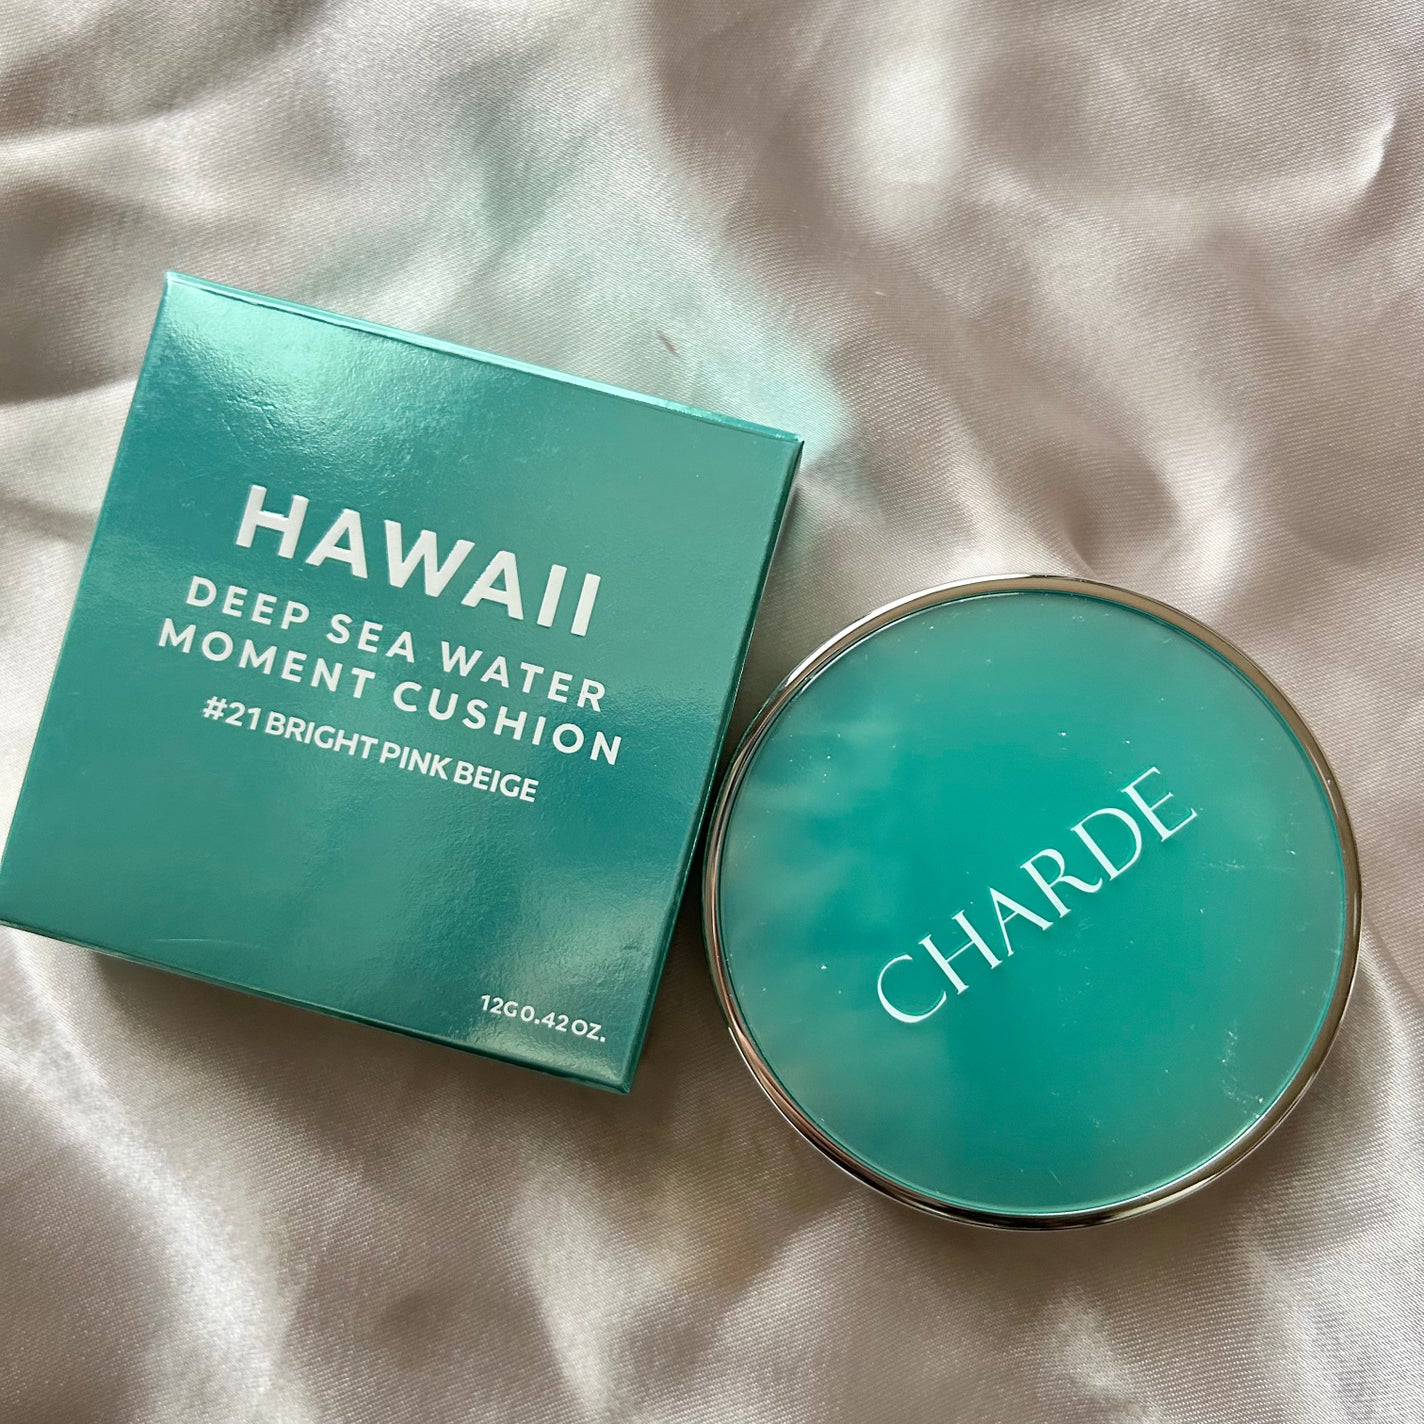 HAWAII
DEEP SEA WATER
MOMENT CUSHION
#21 BRIGHT PINK BEIGE
12G 0.42 OZ.
CHARDE